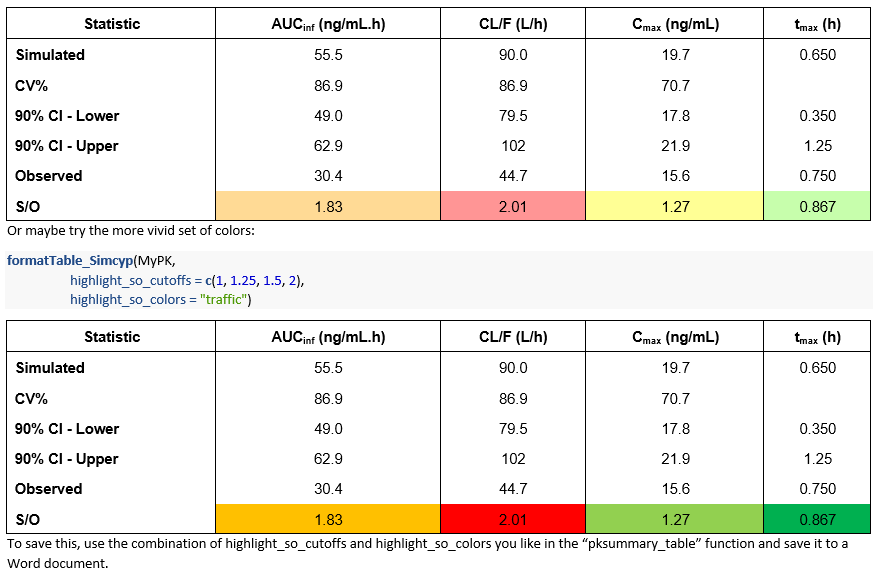 Statistic AUCinf (ng/mL.h) CL/F (L/h) Cmax (ng/mL) tmax (h)
Simulated 55.5 90.0 19.7 0.650
CV% 86.9 86.9 70.7
90% CI - Lower 49.0 79.5 17.8 0.350
90% CI - Upper 62.9 102 21.9 1.25
Observed 30.4 44.7 15.6 0.750
S/O 1.83 2.01 1.27 0.867
Or maybe try the more vivid set of colors:
formatTable_Simcyp(MyPK,
highlight_so_cutoffs = c(1, 1.25, 1.5, 2),
highlight_so_colors = "traffic")
Statistic AUCinf (ng/mL.h) CL/F (L/h) Cmax (ng/mL) tmax (h)
Simulated 55.5 90.0 19.7 0.650
CV% 86.9 86.9 70.7
90% CI - Lower 49.0 79.5 17.8 0.350
90% CI - Upper 62.9 102 21.9 1.25
Observed 30.4 44.7 15.6 0.750
S/O 1.83 2.01 1.27 0.867
To save this, use the combination of highlight_so_cutoffs and highlight_so_colors you like in the “pksummary_table” function and save it to a
Word document.